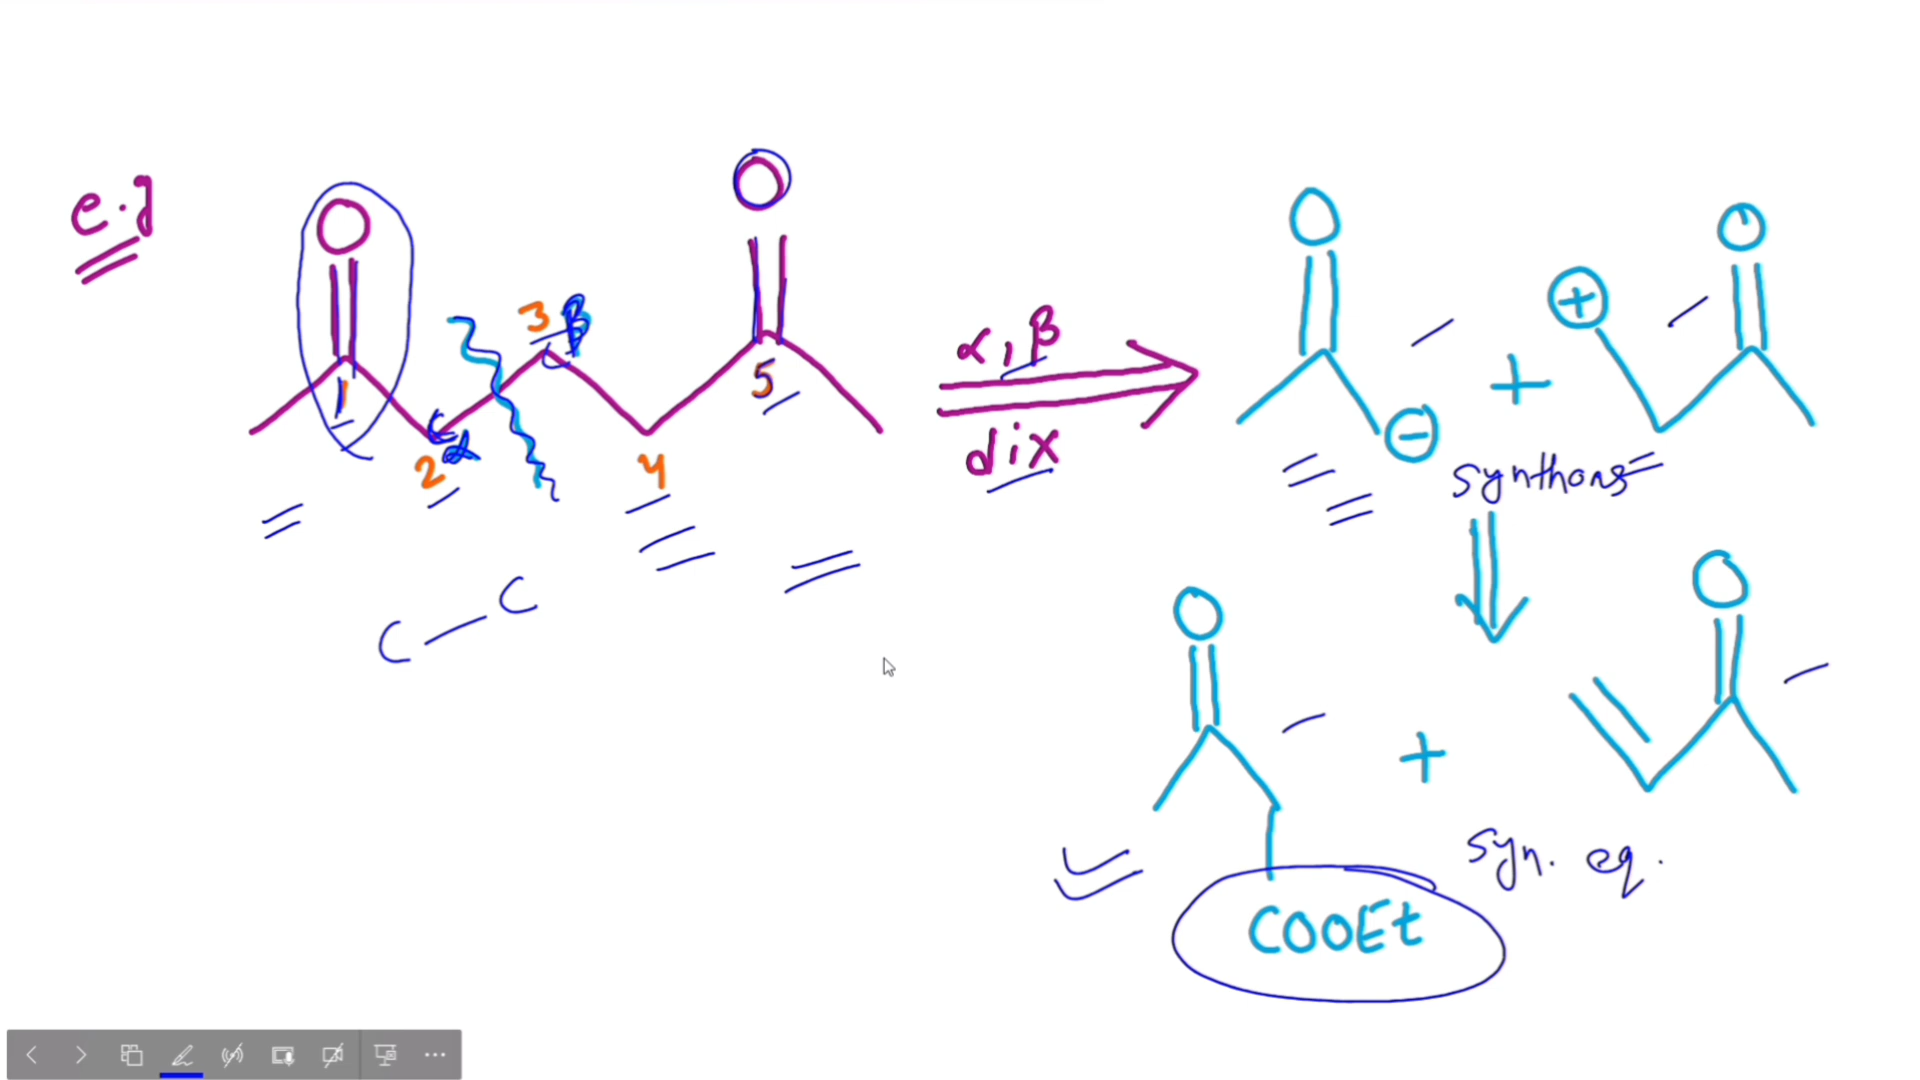 e.g
O
O
1
2
α
3
β
4
5
C — C
α, β
dix
O
⊖
+
⊕
O
synthons
O
COOEt
+
O
syn. eq.